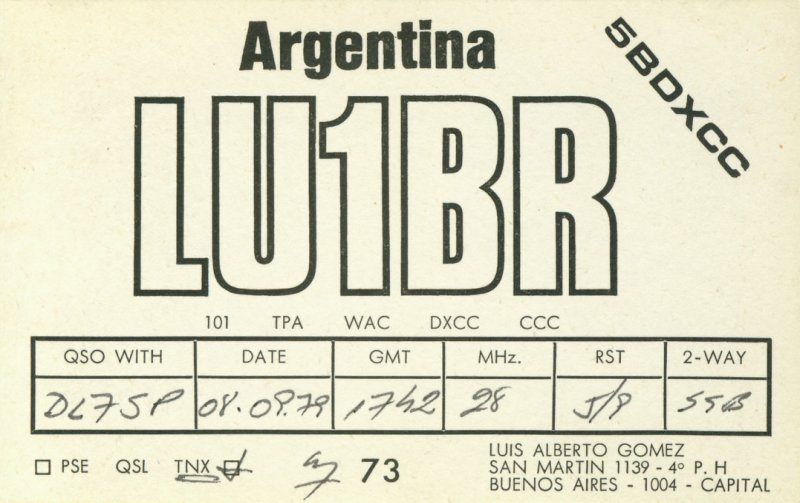 Argentina
5BDXCC
LU1BR
101 TPA WAC DXCC CCC
QSO WITH DATE GMT MHz. RST 2-WAY
DL7SP 08.09.79 1742 28 5/9 SSB
PSE QSL TNX 73
LUIS ALBERTO GOMEZ
SAN MARTIN 1139 - 4º P. H
BUENOS AIRES - 1004 - CAPITAL